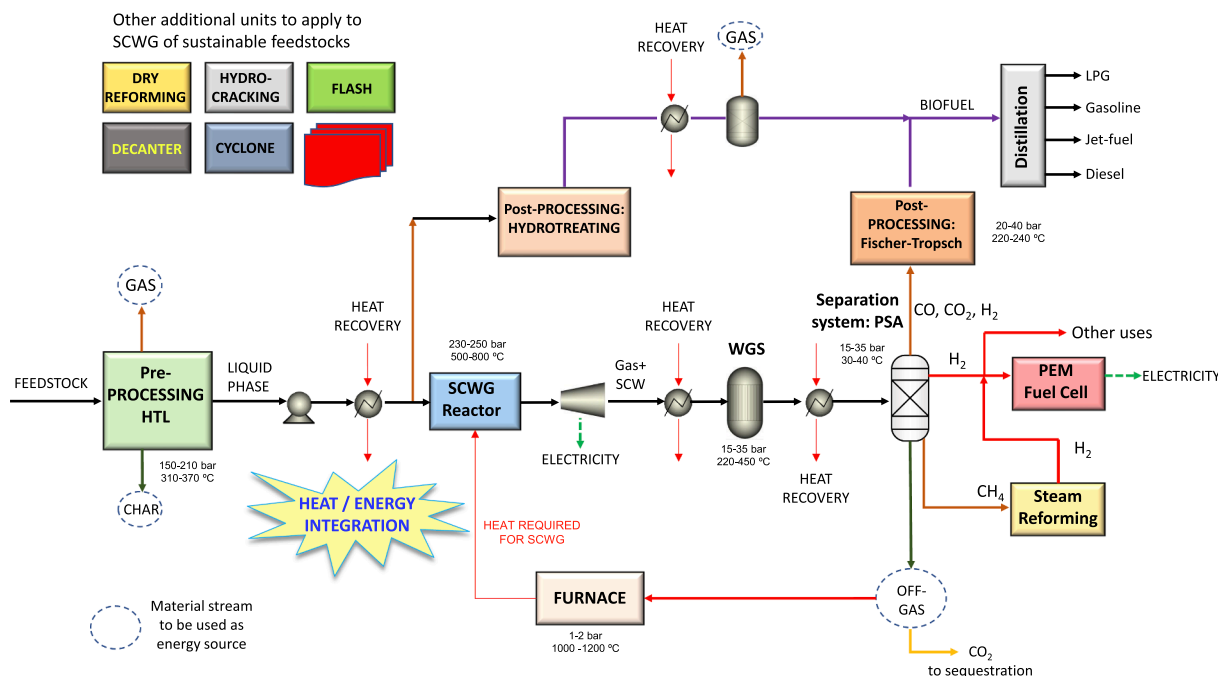 Other additional units to apply to
SCWG of sustainable feedstocks
DRY
REFORMING
HYDRO-
CRACKING
FLASH
DECANTER
CYCLONE
HEAT
RECOVERY
GAS
BIOFUEL
Distillation
LPG
Gasoline
Jet-fuel
Diesel
Post-PROCESSING:
HYDROTREATING
Post-
PROCESSING:
Fischer-Tropsch
20-40 bar
220-240 ºC
GAS
HEAT
RECOVERY
HEAT
RECOVERY
Separation
system: PSA
CO, CO2, H2
FEEDSTOCK
Pre-
PROCESSING
HTL
LIQUID
PHASE
230-250 bar
500-800 ºC
SCWG
Reactor
Gas+
SCW
WGS
15-35 bar
30-40 ºC
H2
Other uses
PEM
Fuel Cell
ELECTRICITY
150-210 bar
310-370 ºC
CHAR
ELECTRICITY
15-35 bar
220-450 ºC
HEAT
RECOVERY
H2
CH4
Steam
Reforming
HEAT / ENERGY
INTEGRATION
HEAT REQUIRED
FOR SCWG
FURNACE
1-2 bar
1000 -1200 ºC
OFF-
GAS
Material stream
to be used as
energy source
CO2
to sequestration